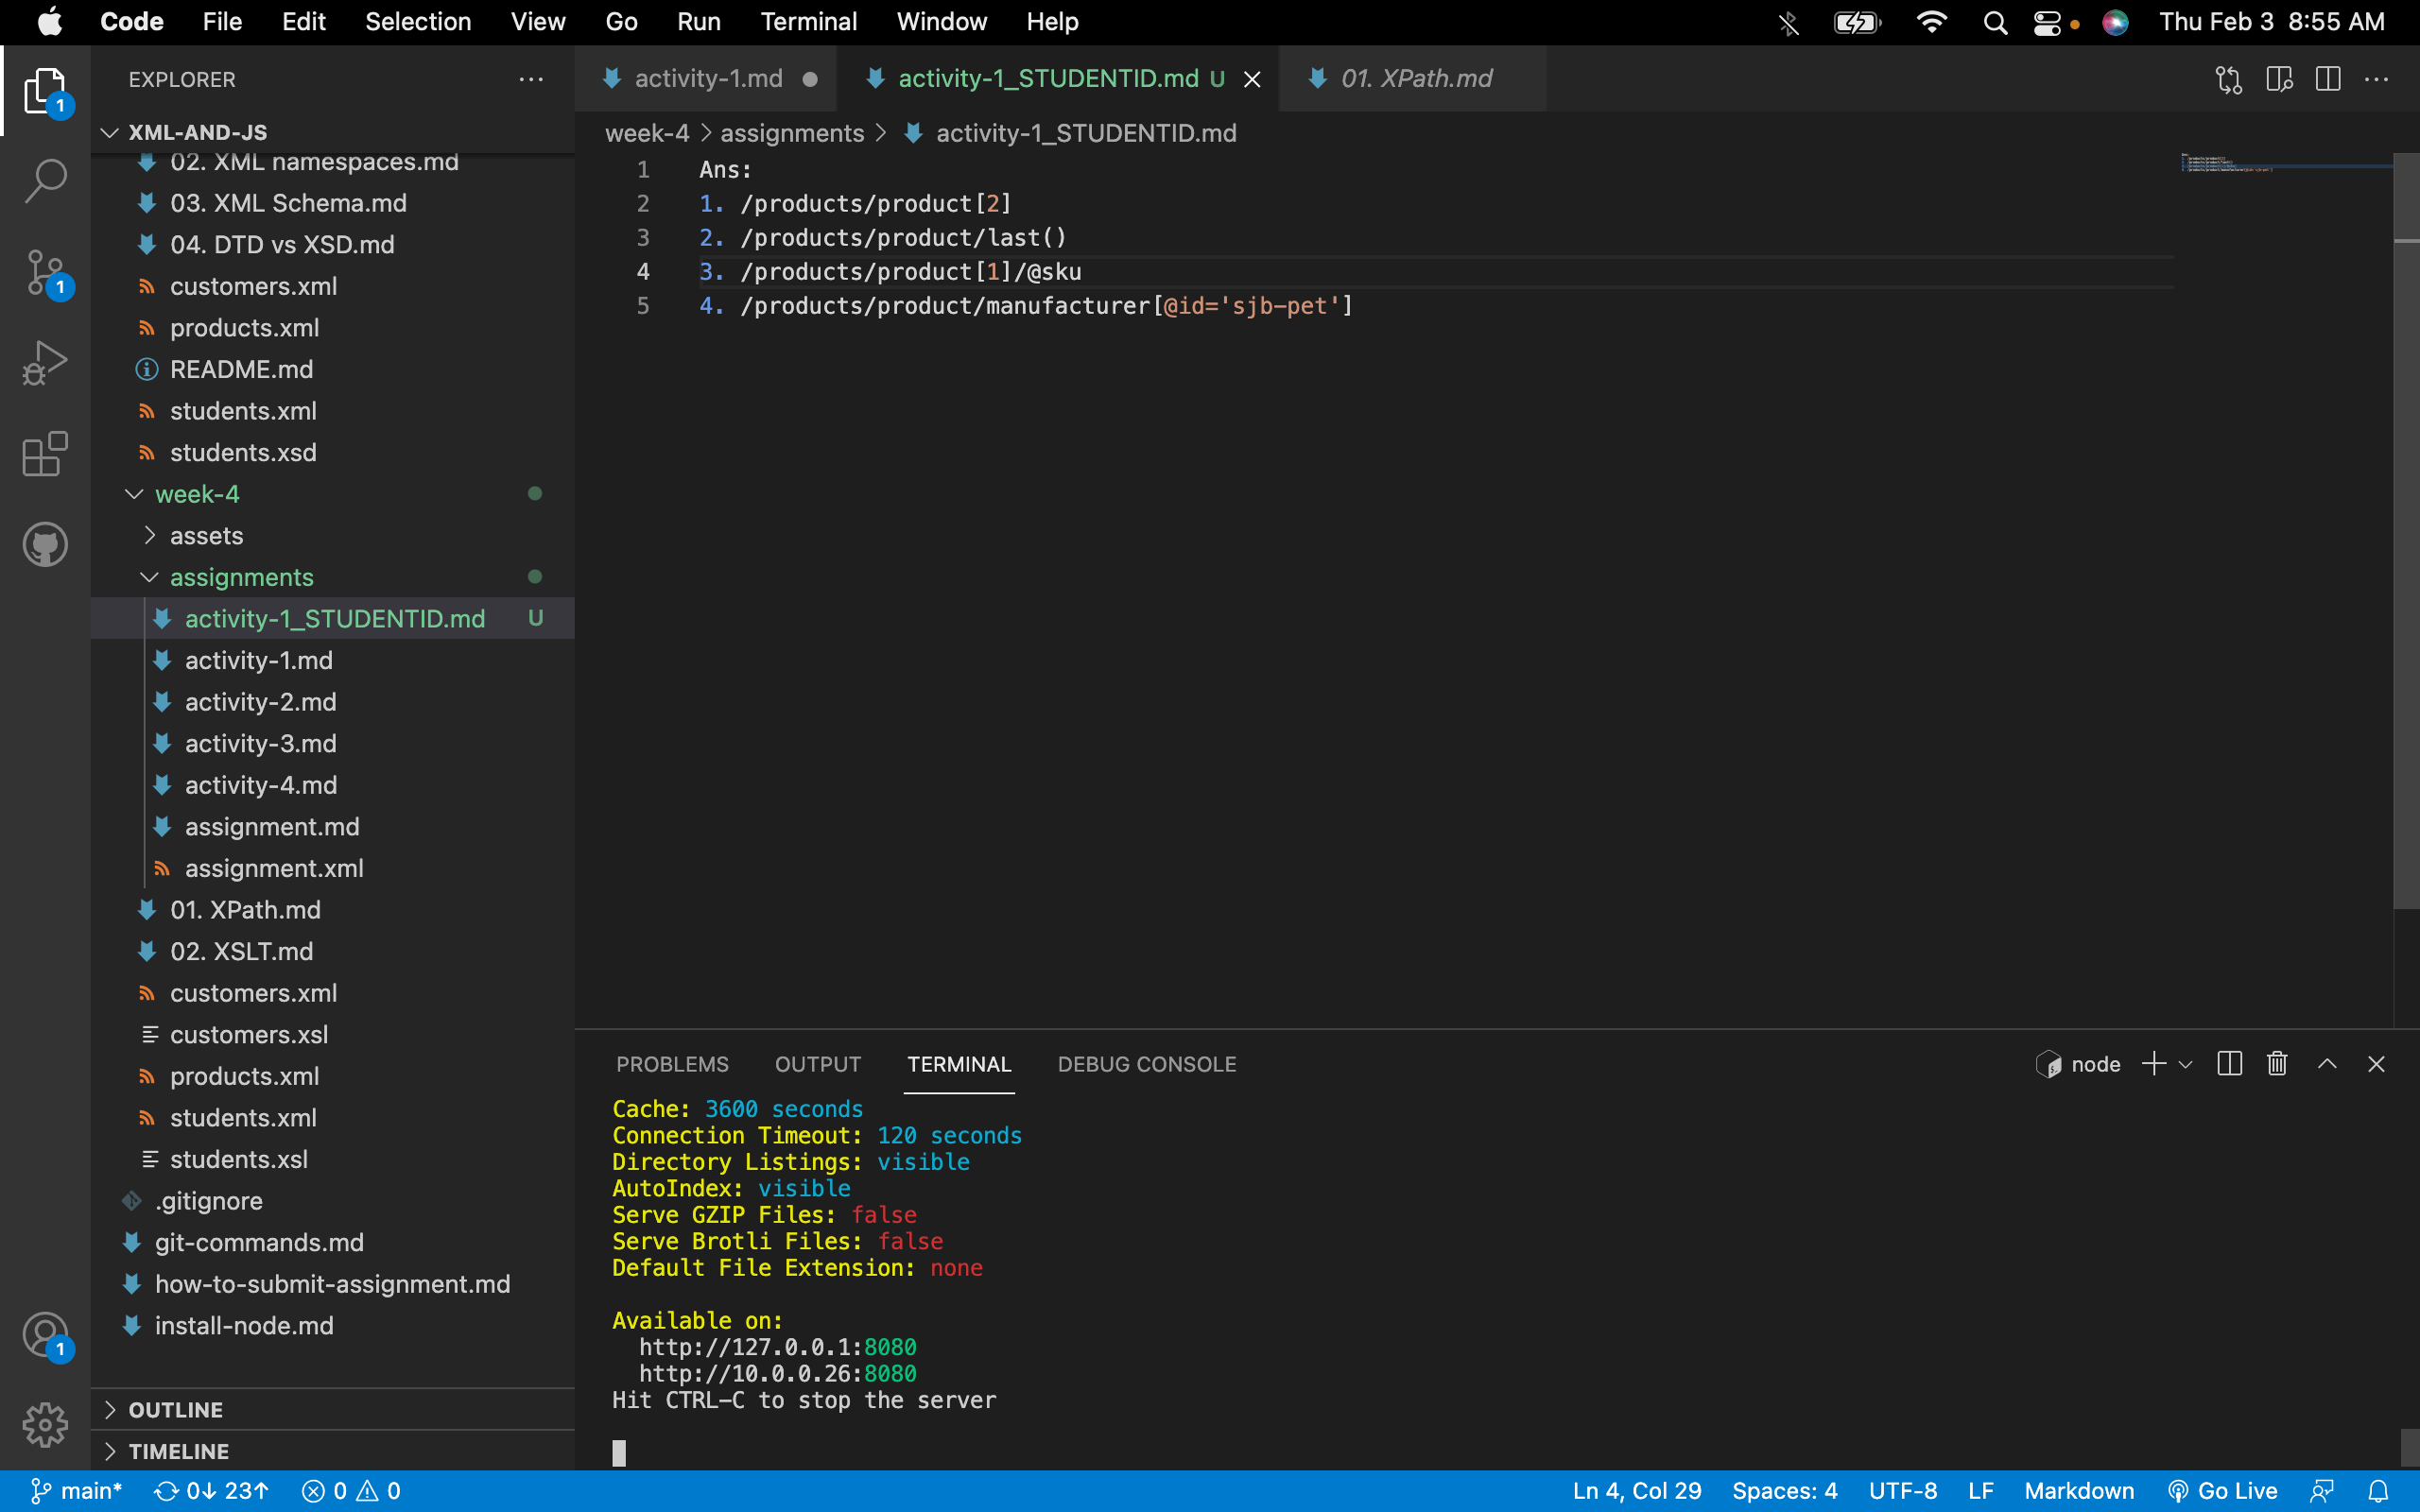 Code File Edit Selection View Go Run Terminal Window Help Thu Feb 3 8:55 AM
EXPLORER
activity-1.md activity-1_STUDENTID.md U 01. XPath.md
XML-AND-JS
week-4 > assignments > activity-1_STUDENTID.md
02. XML namespaces.md
03. XML Schema.md
04. DTD vs XSD.md
customers.xml
products.xml
README.md
students.xml
students.xsd
week-4
assets
assignments
activity-1_STUDENTID.md U
activity-1.md
activity-2.md
activity-3.md
activity-4.md
assignment.md
assignment.xml
01. XPath.md
02. XSLT.md
customers.xml
customers.xsl
products.xml
students.xml
students.xsl
.gitignore
git-commands.md
how-to-submit-assignment.md
install-node.md
OUTLINE
TIMELINE
1
1
1
1 Ans:
2 1. /products/product[2]
3 2. /products/product/last()
4 3. /products/product[1]/@sku
5 4. /products/product/manufacturer[@id='sjb-pet']
PROBLEMS OUTPUT TERMINAL DEBUG CONSOLE node
Cache: 3600 seconds
Connection Timeout: 120 seconds
Directory Listings: visible
AutoIndex: visible
Serve GZIP Files: false
Serve Brotli Files: false
Default File Extension: none
Available on:
http://127.0.0.1:8080
http://10.0.0.26:8080
Hit CTRL-C to stop the server
main* 0↓ 23↑ 0 0 Ln 4, Col 29 Spaces: 4 UTF-8 LF Markdown Go Live